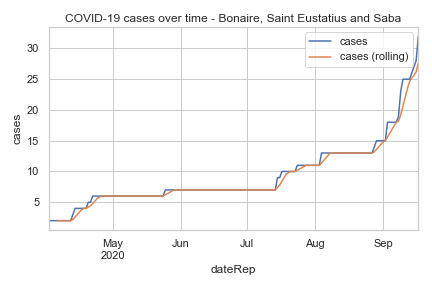 COVID-19 cases over time - Bonaire, Saint Eustatius and Saba
cases
cases (rolling)
30
25
20
15
10
5
cases
May
2020
Jun
Jul
Aug
Sep
dateRep